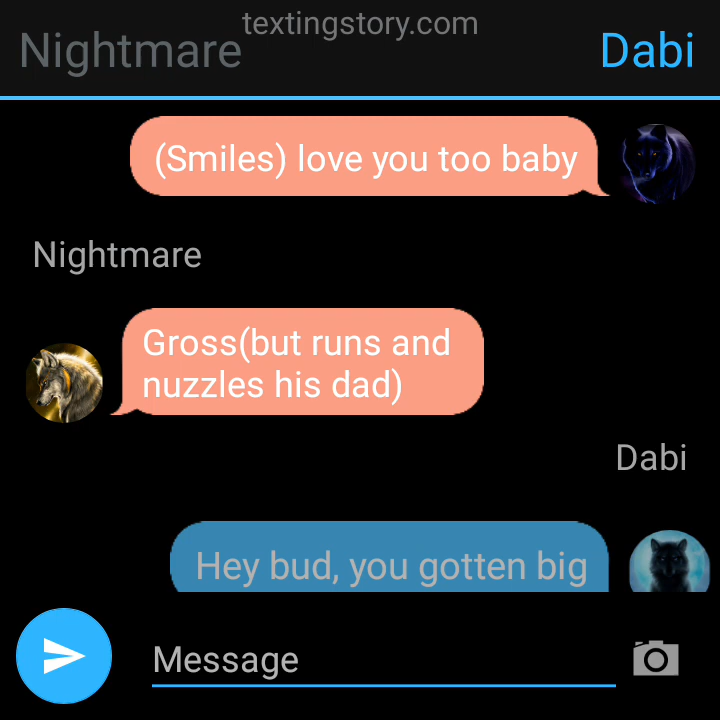 textingstory.com
Nightmare
Dabi
(Smiles) love you too baby
Nightmare
Gross(but runs and
nuzzles his dad)
Dabi
Hey bud, you gotten big
Message